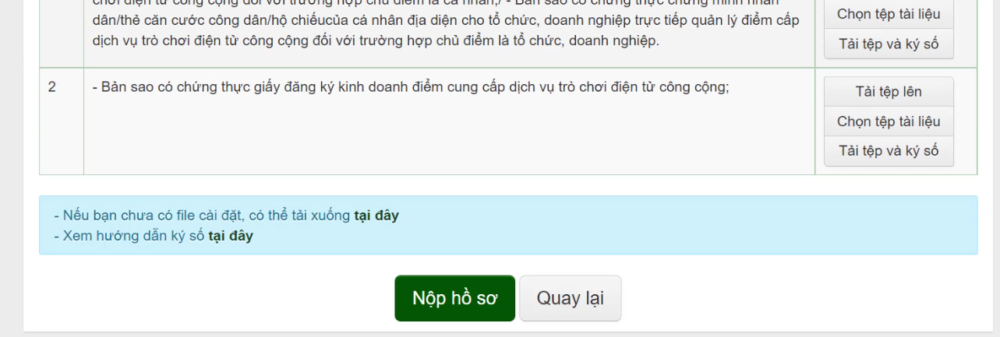 chơi điện tử công cộng đối với trường hợp chủ điểm là cá nhân;/ - Bản sao có chứng thực chứng minh nhân
dân/thẻ căn cước công dân/hộ chiếucủa cá nhân địa diện cho tổ chức, doanh nghiệp trực tiếp quản lý điểm cấp
dịch vụ trò chơi điện tử công cộng đối với trường hợp chủ điểm là tổ chức, doanh nghiệp.
Chọn tệp tài liệu
Tải tệp và ký số
2
- Bản sao có chứng thực giấy đăng ký kinh doanh điểm cung cấp dịch vụ trò chơi điện tử công cộng;
Tải tệp lên
Chọn tệp tài liệu
Tải tệp và ký số
- Nếu bạn chưa có file cài đặt, có thể tải xuống tại đây
- Xem hướng dẫn ký số tại đây
Nộp hồ sơ
Quay lại